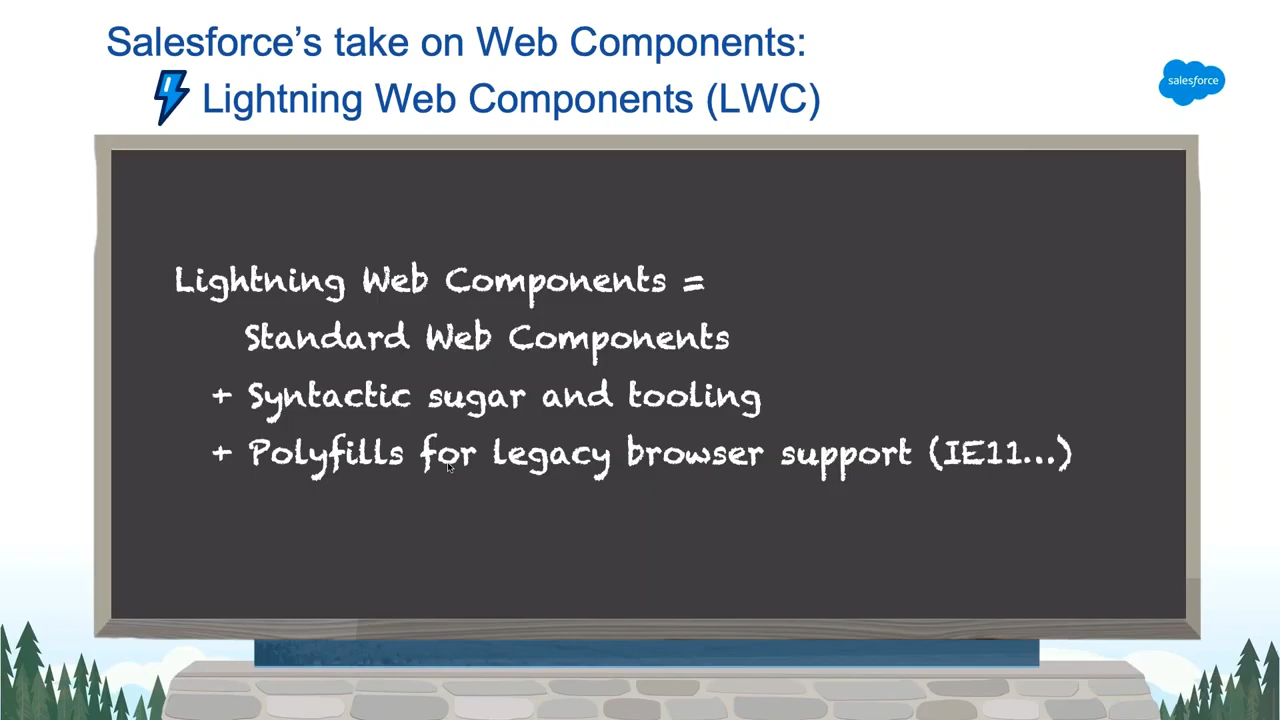 Salesforce's take on Web Components:
Lightning Web Components (LWC)
salesforce
Lightning Web Components =
Standard Web Components
+ Syntactic sugar and tooling
+ Polyfills for legacy browser support (IE11...)